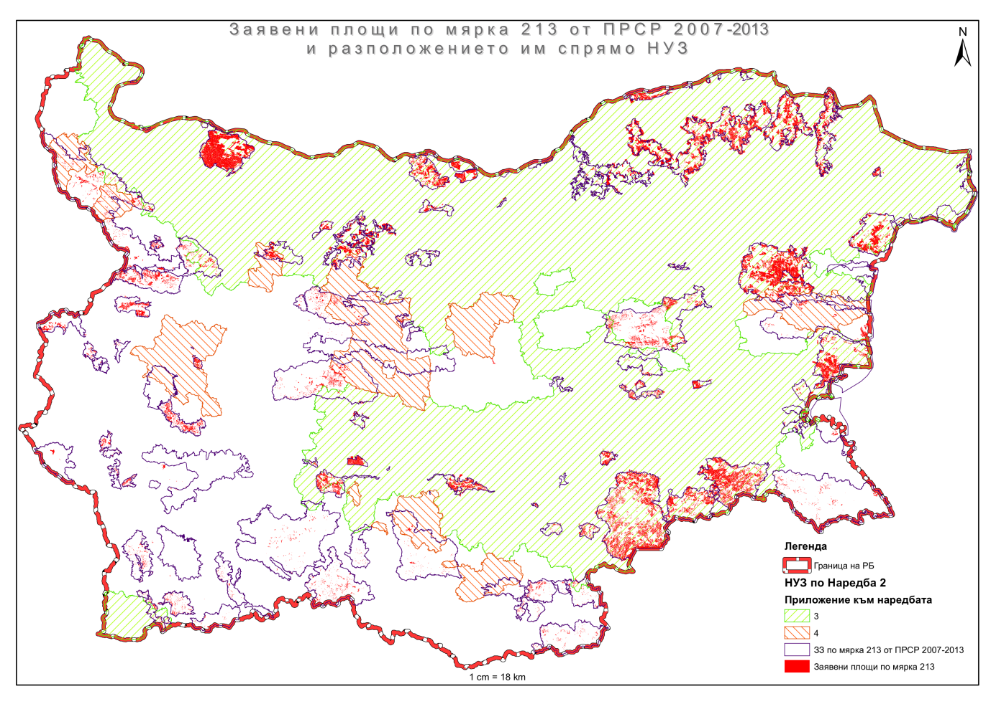 Заявени площи по мярка 213 от ПРСР 2007-2013
и разположението им спрямо НУЗ
N
Легенда
Граница на РБ
НУЗ по Наредба 2
Приложение към наредбата
3
4
ЗЗ по мярка 213 от ПРСР 2007-2013
Заявени площи по мярка 213
1 cm = 18 km